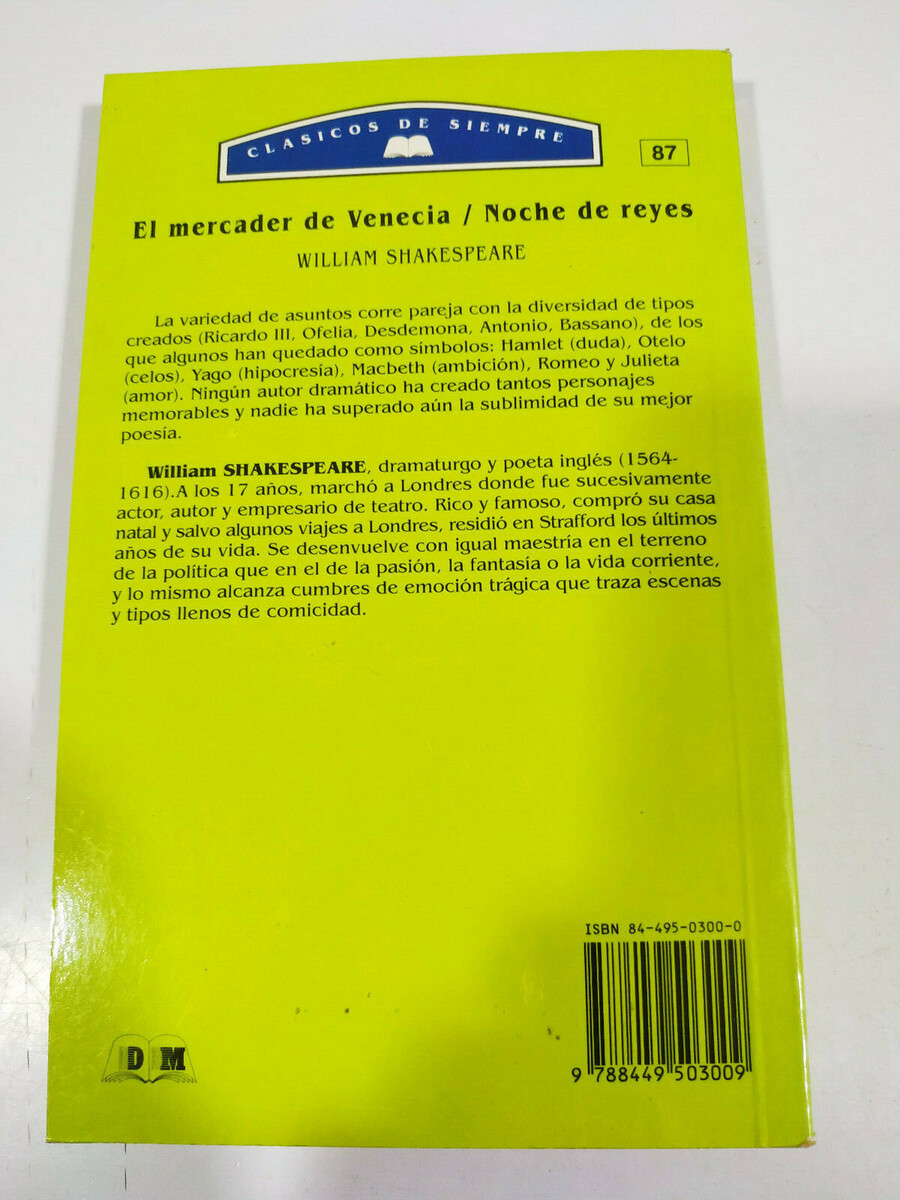 CLASICOS DE SIEMPRE
87
El mercader de Venecia / Noche de reyes
WILLIAM SHAKESPEARE
La variedad de asuntos corre pareja con la diversidad de tipos
creados (Ricardo III, Ofelia, Desdemona, Antonio, Bassano), de los
que algunos han quedado como símbolos: Hamlet (duda), Otelo
(celos), Yago (hipocresía), Macbeth (ambición), Romeo y Julieta
(amor). Ningún autor dramático ha creado tantos personajes
memorables y nadie ha superado aún la sublimidad de su mejor
poesía.
William SHAKESPEARE, dramaturgo y poeta inglés (1564-
1616).A los 17 años, marchó a Londres donde fue sucesivamente
actor, autor y empresario de teatro. Rico y famoso, compró su casa
natal y salvo algunos viajes a Londres, residió en Strafford los últimos
años de su vida. Se desenvuelve con igual maestría en el terreno
de la política que en el de la pasión, la fantasía o la vida corriente,
y lo mismo alcanza cumbres de emoción trágica que traza escenas
y tipos llenos de comicidad.
ISBN 84-495-0300-0
9 788449 503009
DM